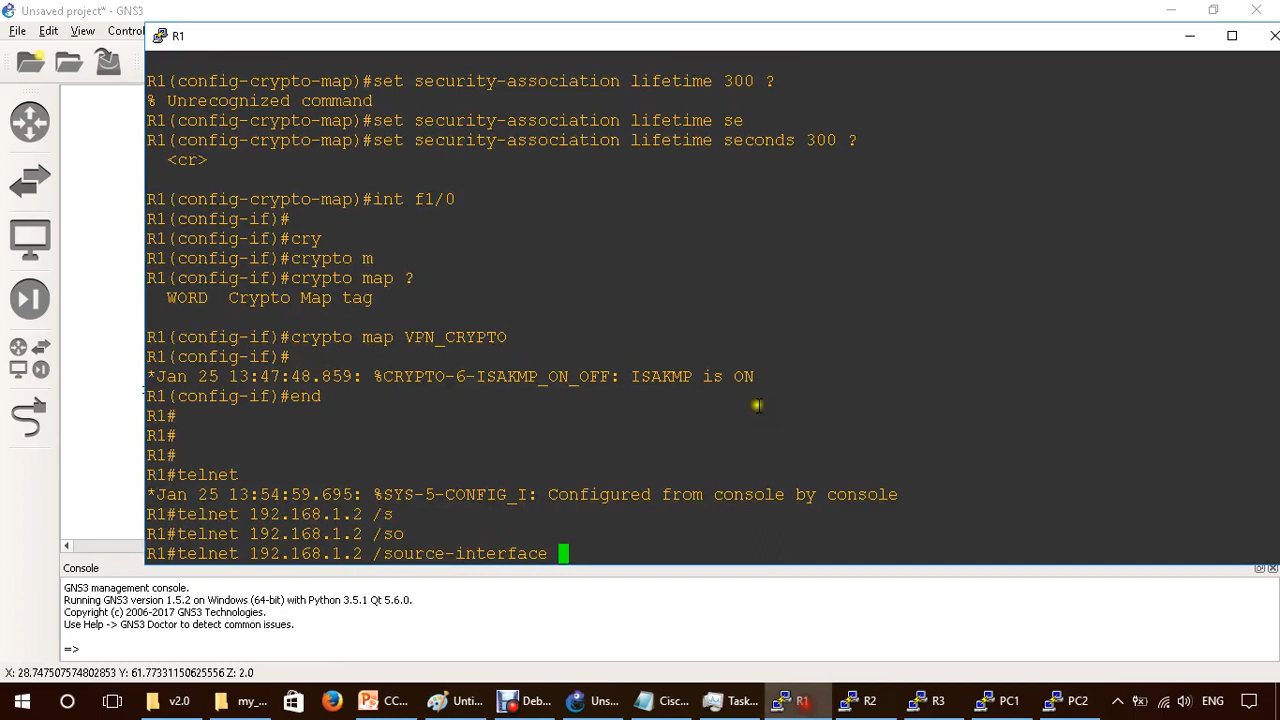 Unsaved project* - GNS3
File Edit View Contro
R1
R1(config-crypto-map)#set security-association lifetime 300 ?
% Unrecognized command
R1(config-crypto-map)#set security-association lifetime se
R1(config-crypto-map)#set security-association lifetime seconds 300 ?
<cr>
R1(config-crypto-map)#int f1/0
R1(config-if)#
R1(config-if)#cry
R1(config-if)#crypto m
R1(config-if)#crypto map ?
WORD Crypto Map tag
R1(config-if)#crypto map VPN_CRYPTO
R1(config-if)#
*Jan 25 13:47:48.859: %CRYPTO-6-ISAKMP_ON_OFF: ISAKMP is ON
R1(config-if)#end
R1#
R1#
R1#
R1#telnet
*Jan 25 13:54:59.695: %SYS-5-CONFIG_I: Configured from console by console
R1#telnet 192.168.1.2 /s
R1#telnet 192.168.1.2 /so
R1#telnet 192.168.1.2 /source-interface
Console
GNS3 management console.
Running GNS3 version 1.5.2 on Windows (64-bit) with Python 3.5.1 Qt 5.6.0.
Copyright (c) 2006-2017 GNS3 Technologies.
Use Help -> GNS3 Doctor to detect common issues.
=>
X: 28.747507574802853 Y: 61.77331150625556 Z: 2.0
v2.0 my_... CC... Unti... Deb... Uns... Cisc... Task... R1 R2 R3 PC1 PC2 ENG